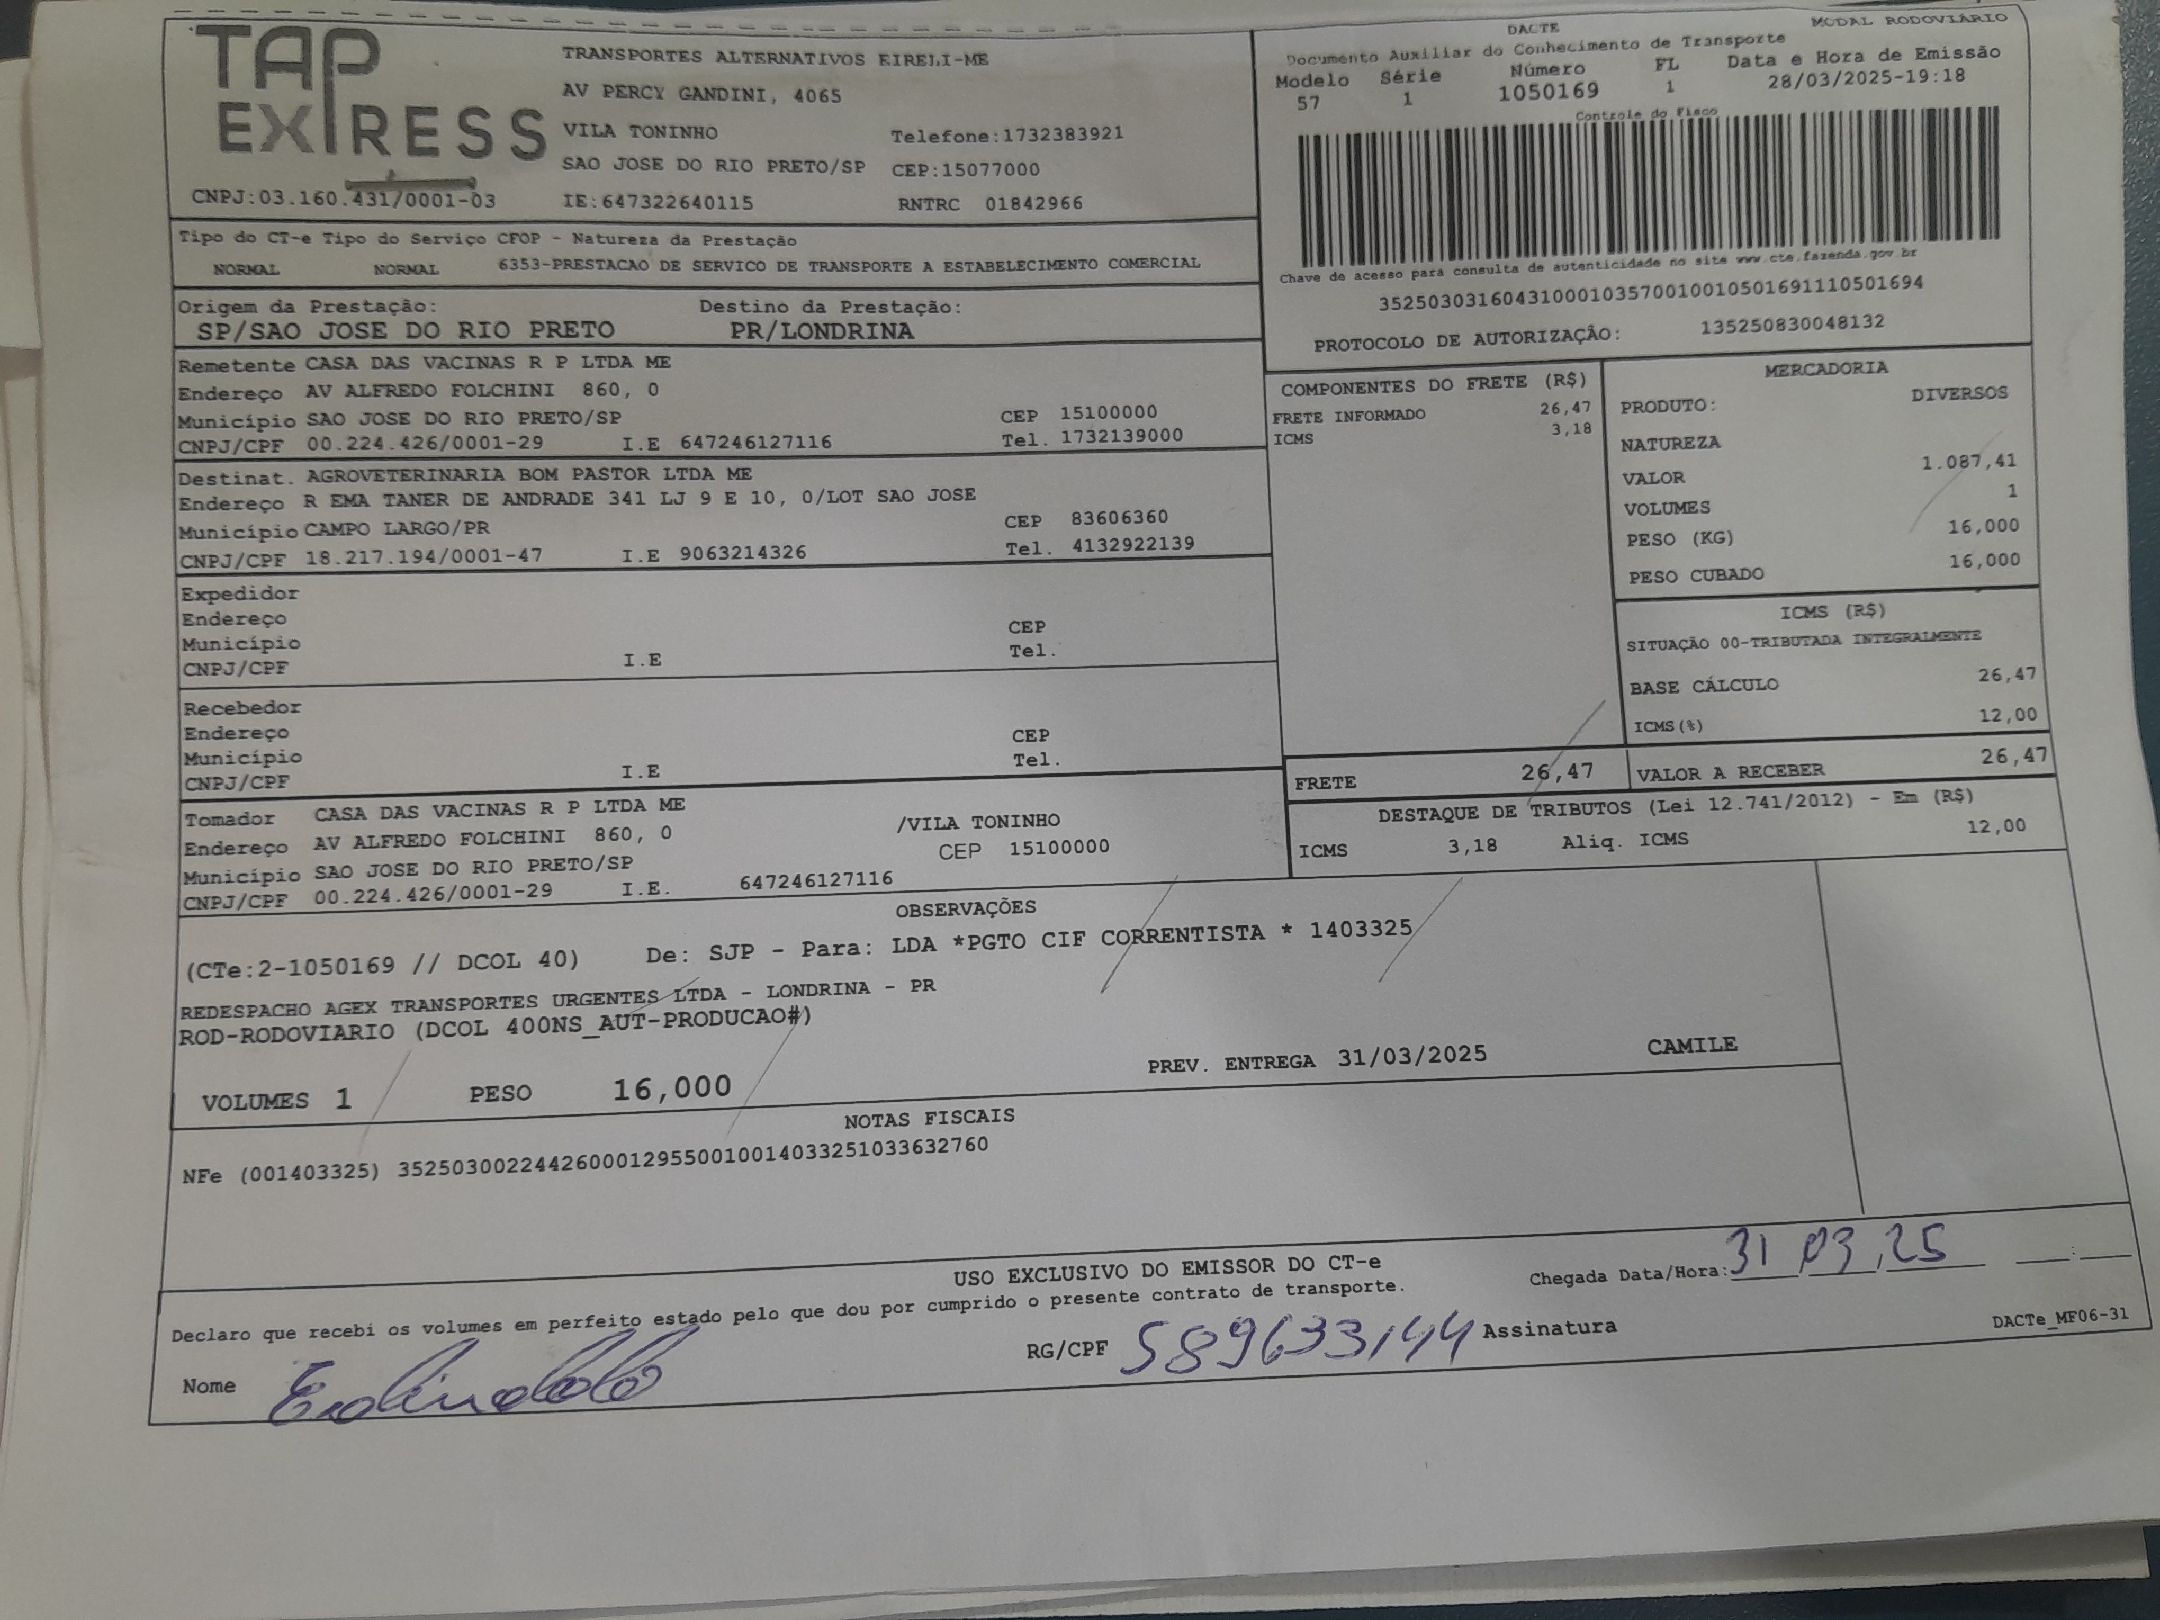 TAP
EXPRESS
TRANSPORTES ALTERNATIVOS EIRELI-ME
AV PERCY GANDINI, 4065
VILA TONINHO Telefone:1732383921
SAO JOSE DO RIO PRETO/SP CEP:15077000
CNPJ:03.160.431/0001-03 IE:647322640115 RNTRC 01842966
DACTE MODAL RODOVIÁRIO
Documento Auxiliar do Conhecimento de Transporte
Modelo Série Número FL Data e Hora de Emissão
57 1 1050169 1 28/03/2025-19:18
Controle do Fisco
Chave de acesso para consulta de autenticidade no site www.cte.fazenda.gov.br
35250303160431000103570010010501691110501694
PROTOCOLO DE AUTORIZAÇÃO: 135250830048132
Tipo do CT-e Tipo do Serviço CFOP - Natureza da Prestação
NORMAL NORMAL 6353-PRESTACAO DE SERVICO DE TRANSPORTE A ESTABELECIMENTO COMERCIAL
Origem da Prestação: Destino da Prestação:
SP/SAO JOSE DO RIO PRETO PR/LONDRINA
Remetente CASA DAS VACINAS R P LTDA ME
Endereço AV ALFREDO FOLCHINI 860, 0
Município SAO JOSE DO RIO PRETO/SP CEP 15100000
CNPJ/CPF 00.224.426/0001-29 I.E 647246127116 Tel. 1732139000
Destinat. AGROVETERINARIA BOM PASTOR LTDA ME
Endereço R EMA TANER DE ANDRADE 341 LJ 9 E 10, 0/LOT SAO JOSE
Município CAMPO LARGO/PR CEP 83606360
CNPJ/CPF 18.217.194/0001-47 I.E 9063214326 Tel. 4132922139
Expedidor
Endereço
Município CEP
CNPJ/CPF I.E Tel.
Recebedor
Endereço
Município CEP
CNPJ/CPF I.E Tel.
Tomador CASA DAS VACINAS R P LTDA ME
Endereço AV ALFREDO FOLCHINI 860, 0 /VILA TONINHO
Município SAO JOSE DO RIO PRETO/SP CEP 15100000
CNPJ/CPF 00.224.426/0001-29 I.E. 647246127116
COMPONENTES DO FRETE (R$)
FRETE INFORMADO 26,47
ICMS 3,18
MERCADORIA
PRODUTO: DIVERSOS
NATUREZA
VALOR 1.087,41
VOLUMES 1
PESO (KG) 16,000
PESO CUBADO 16,000
ICMS (R$)
SITUAÇÃO 00-TRIBUTADA INTEGRALMENTE
BASE CÁLCULO 26,47
ICMS(%) 12,00
FRETE 26,47 VALOR A RECEBER 26,47
DESTAQUE DE TRIBUTOS (Lei 12.741/2012) - Em (R$)
ICMS 3,18 Aliq. ICMS 12,00
OBSERVAÇÕES
(CTe:2-1050169 // DCOL 40) De: SJP - Para: LDA *PGTO CIF CORRENTISTA * 1403325
REDESPACHO AGEX TRANSPORTES URGENTES LTDA - LONDRINA - PR
ROD-RODOVIARIO (DCOL 400NS_AUT-PRODUCAO#)
VOLUMES 1 PESO 16,000 PREV. ENTREGA 31/03/2025 CAMILE
NOTAS FISCAIS
NFe (001403325) 35250300224426000129550010014033251033632760
USO EXCLUSIVO DO EMISSOR DO CT-e
Declaro que recebi os volumes em perfeito estado pelo que dou por cumprido o presente contrato de transporte.
Chegada Data/Hora: 31 03 25 :
Nome RG/CPF 589633144 Assinatura
DACTe_MF06-31